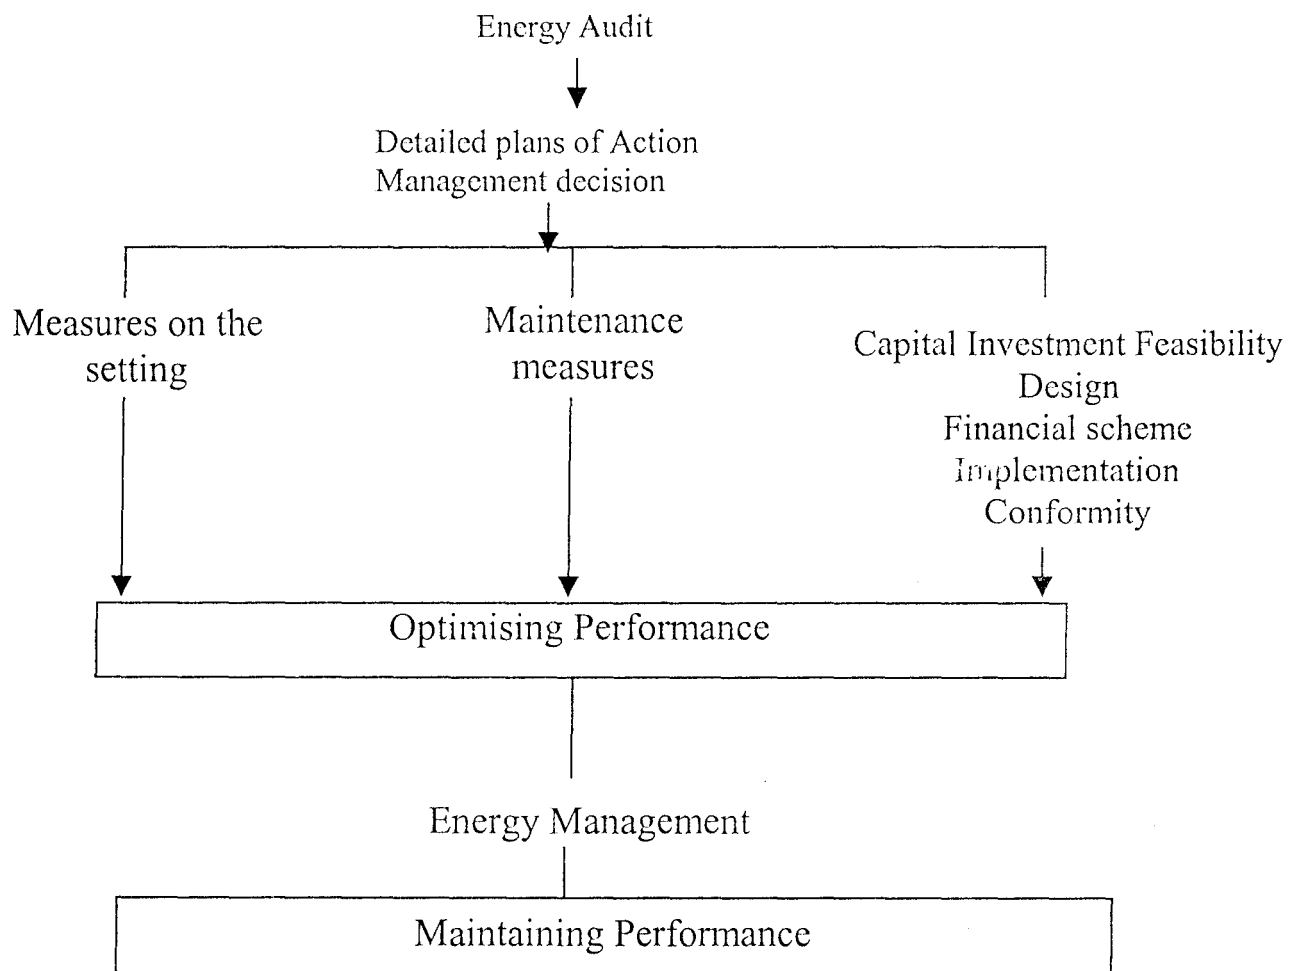 Energy Audit
Detailed plans of Action
Management decision
Measures on the
setting
Maintenance
measures
Capital Investment Feasibility
Design
Financial scheme
Implementation
Conformity
Optimising Performance
Energy Management
Maintaining Performance